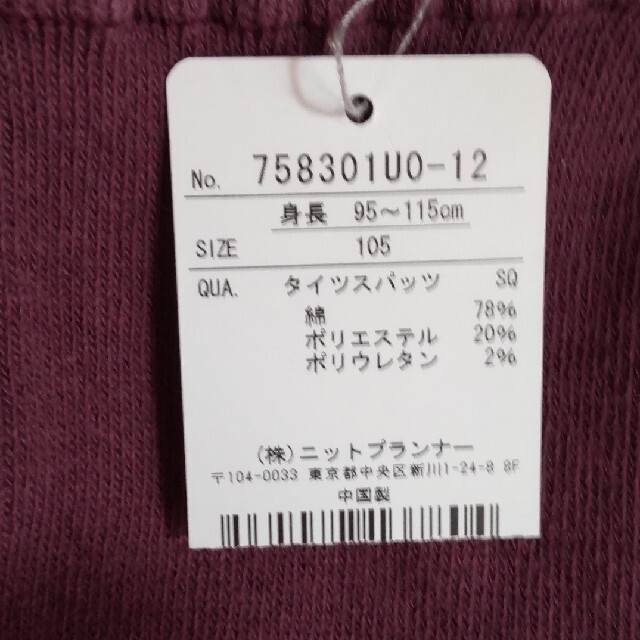 No. 758301U0-12
身長 95～115cm
SIZE 105
QUA. タイツスパッツ SQ
綿 78%
ポリエステル 20%
ポリウレタン 2%
(株)ニットプランナー
〒104-0033 東京都中央区新川1-24-8 8F
中国製